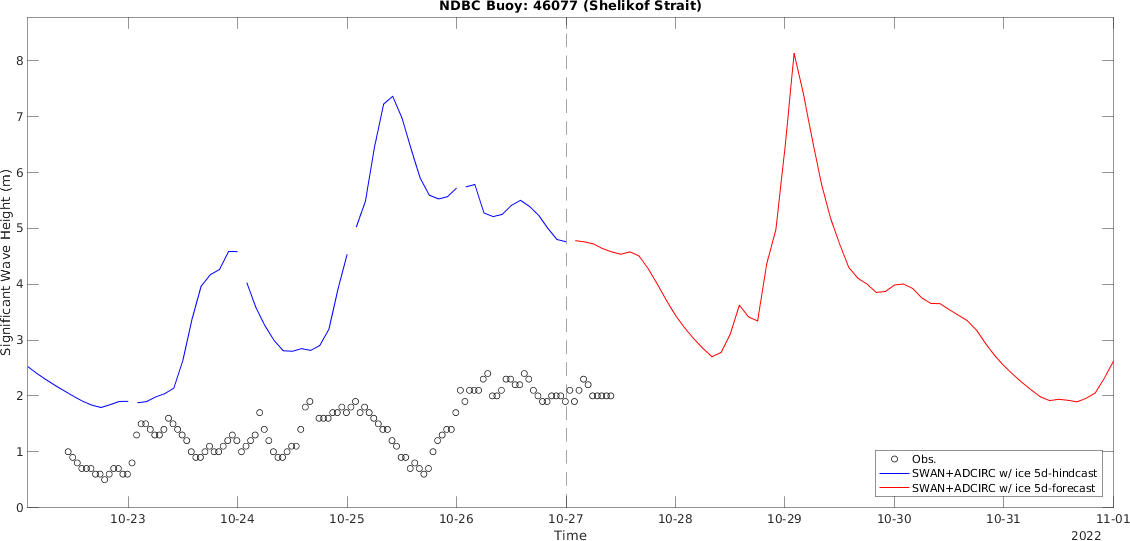 NDBC Buoy: 46077 (Shelikof Strait)
Significant Wave Height (m)
8
7
6
5
4
3
2
1
0
Obs.
SWAN+ADCIRC w/ ice 5d-hindcast
SWAN+ADCIRC w/ ice 5d-forecast
10-23 10-24 10-25 10-26 10-27 10-28 10-29 10-30 10-31 11-01
Time
2022